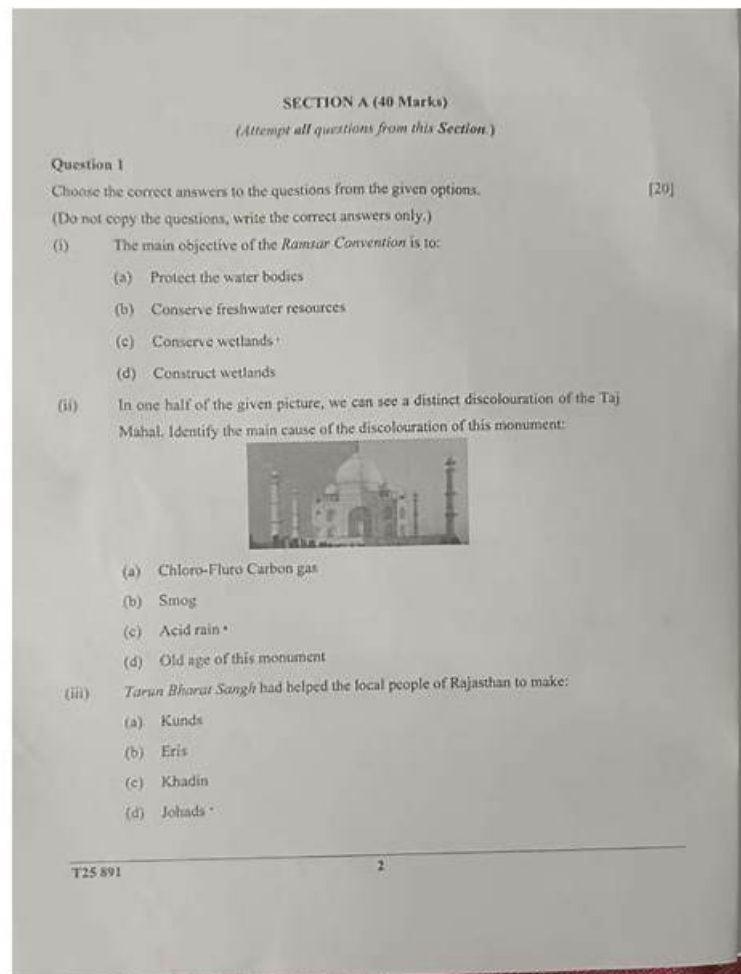 SECTION A (40 Marks)
(Attempt all questions from this Section.)
Question 1
Choose the correct answers to the questions from the given options. [20]
(Do not copy the questions, write the correct answers only.)
(i) The main objective of the Ramsar Convention is to:
(a) Protect the water bodies
(b) Conserve freshwater resources
(c) Conserve wetlands
(d) Construct wetlands
(ii) In one half of the given picture, we can see a distinct discolouration of the Taj
Mahal. Identify the main cause of the discolouration of this monument:
(a) Chloro-Fluro Carbon gas
(b) Smog
(c) Acid rain
(d) Old age of this monument
(iii) Tarun Bharat Sangh had helped the local people of Rajasthan to make:
(a) Kunds
(b) Eris
(c) Khadin
(d) Johads
T25 891 2